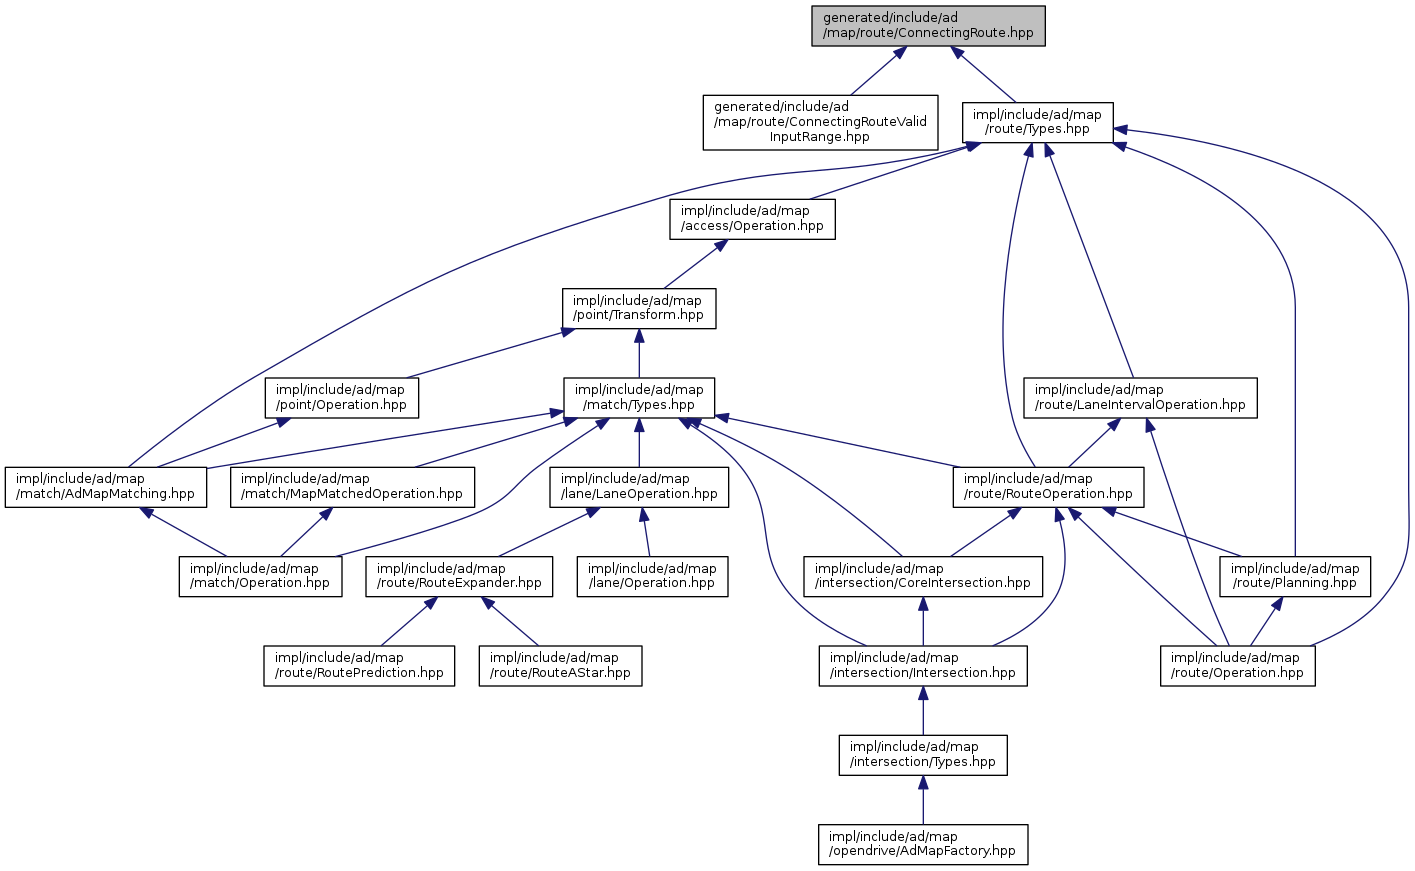 generated/include/ad
/map/route/ConnectingRoute.hpp
generated/include/ad
/map/route/ConnectingRouteValid
InputRange.hpp
impl/include/ad/map
/route/Types.hpp
impl/include/ad/map
/access/Operation.hpp
impl/include/ad/map
/point/Transform.hpp
impl/include/ad/map
/point/Operation.hpp
impl/include/ad/map
/match/Types.hpp
impl/include/ad/map
/route/LaneIntervalOperation.hpp
impl/include/ad/map
/match/AdMapMatching.hpp
impl/include/ad/map
/match/MapMatchedOperation.hpp
impl/include/ad/map
/lane/LaneOperation.hpp
impl/include/ad/map
/route/RouteOperation.hpp
impl/include/ad/map
/match/Operation.hpp
impl/include/ad/map
/route/RouteExpander.hpp
impl/include/ad/map
/lane/Operation.hpp
impl/include/ad/map
/intersection/CoreIntersection.hpp
impl/include/ad/map
/route/Planning.hpp
impl/include/ad/map
/route/RoutePrediction.hpp
impl/include/ad/map
/route/RouteAStar.hpp
impl/include/ad/map
/intersection/Intersection.hpp
impl/include/ad/map
/route/Operation.hpp
impl/include/ad/map
/intersection/Types.hpp
impl/include/ad/map
/opendrive/AdMapFactory.hpp